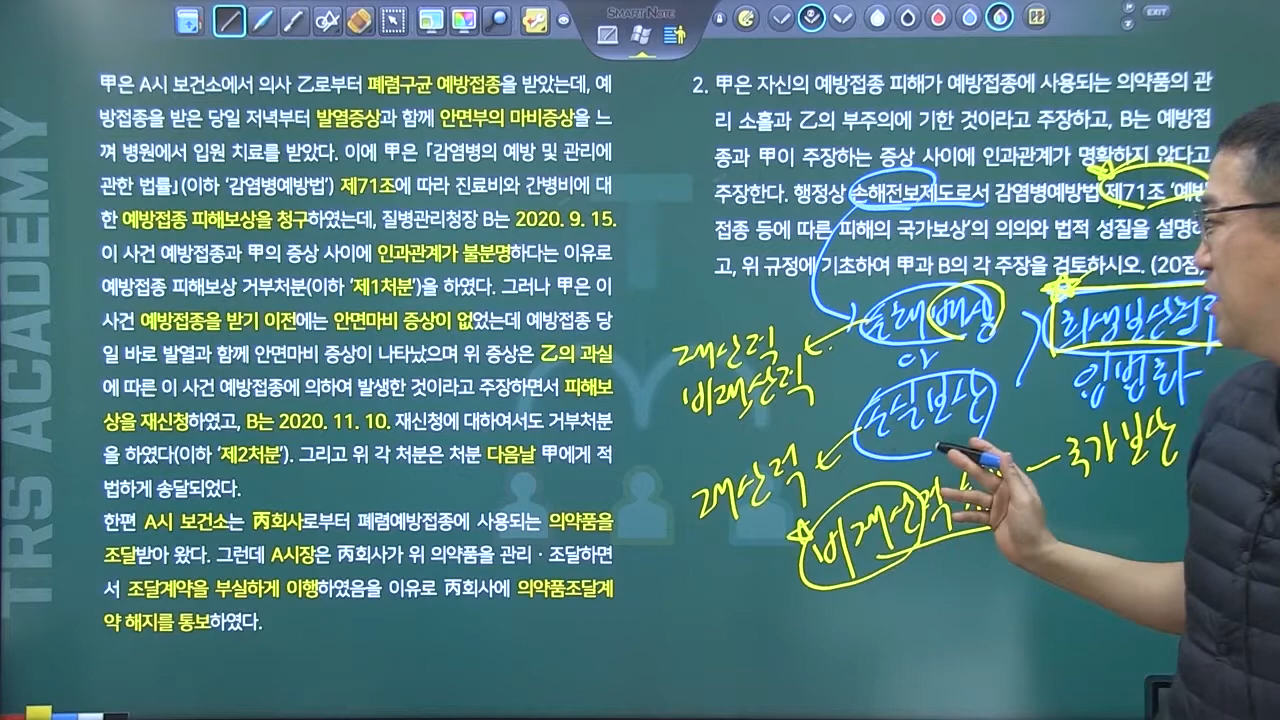 SMARTNOTE
EXIT
TRS ACADEMY
甲은 A시 보건소에서 의사 乙로부터 폐렴구균 예방접종을 받았는데, 예
방접종을 받은 당일 저녁부터 발열증상과 함께 안면부의 마비증상을 느
껴 병원에서 입원 치료를 받았다. 이에 甲은 「감염병의 예방 및 관리에
관한 법률」(이하 ‘감염병예방법’) 제71조에 따라 진료비와 간병비에 대
한 예방접종 피해보상을 청구하였는데, 질병관리청장 B는 2020. 9. 15.
이 사건 예방접종과 甲의 증상 사이에 인과관계가 불분명하다는 이유로
예방접종 피해보상 거부처분(이하 ‘제1처분’)을 하였다. 그러나 甲은 이
사건 예방접종을 받기 이전에는 안면마비 증상이 없었는데 예방접종 당
일 바로 발열과 함께 안면마비 증상이 나타났으며 위 증상은 乙의 과실
에 따른 이 사건 예방접종에 의하여 발생한 것이라고 주장하면서 피해보
상을 재신청하였고, B는 2020. 11. 10. 재신청에 대하여서도 거부처분
을 하였다(이하 ‘제2처분’). 그리고 위 각 처분은 처분 다음날 甲에게 적
법하게 송달되었다.
한편 A시 보건소는 丙회사로부터 폐렴예방접종에 사용되는 의약품을
조달받아 왔다. 그런데 A시장은 丙회사가 위 의약품을 관리 · 조달하면
서 조달계약을 부실하게 이행하였음을 이유로 丙회사에 의약품조달계
약 해지를 통보하였다.
2. 甲은 자신의 예방접종 피해가 예방접종에 사용되는 의약품의 관
리 소홀과 乙의 부주의에 기한 것이라고 주장하고, B는 예방접
종과 甲이 주장하는 증상 사이에 인과관계가 명확하지 않다고
주장한다. 행정상 손해전보제도로서 감염병예방법 제71조 ‘예방
접종 등에 따른 피해의 국가보상’의 의의와 법적 성질을 설명하
고, 위 규정에 기초하여 甲과 B의 각 주장을 검토하시오. (20점)
손해배상
희생보상
재산적
비재산적
입법화
손실보상
국가보상
재산적
비재산적